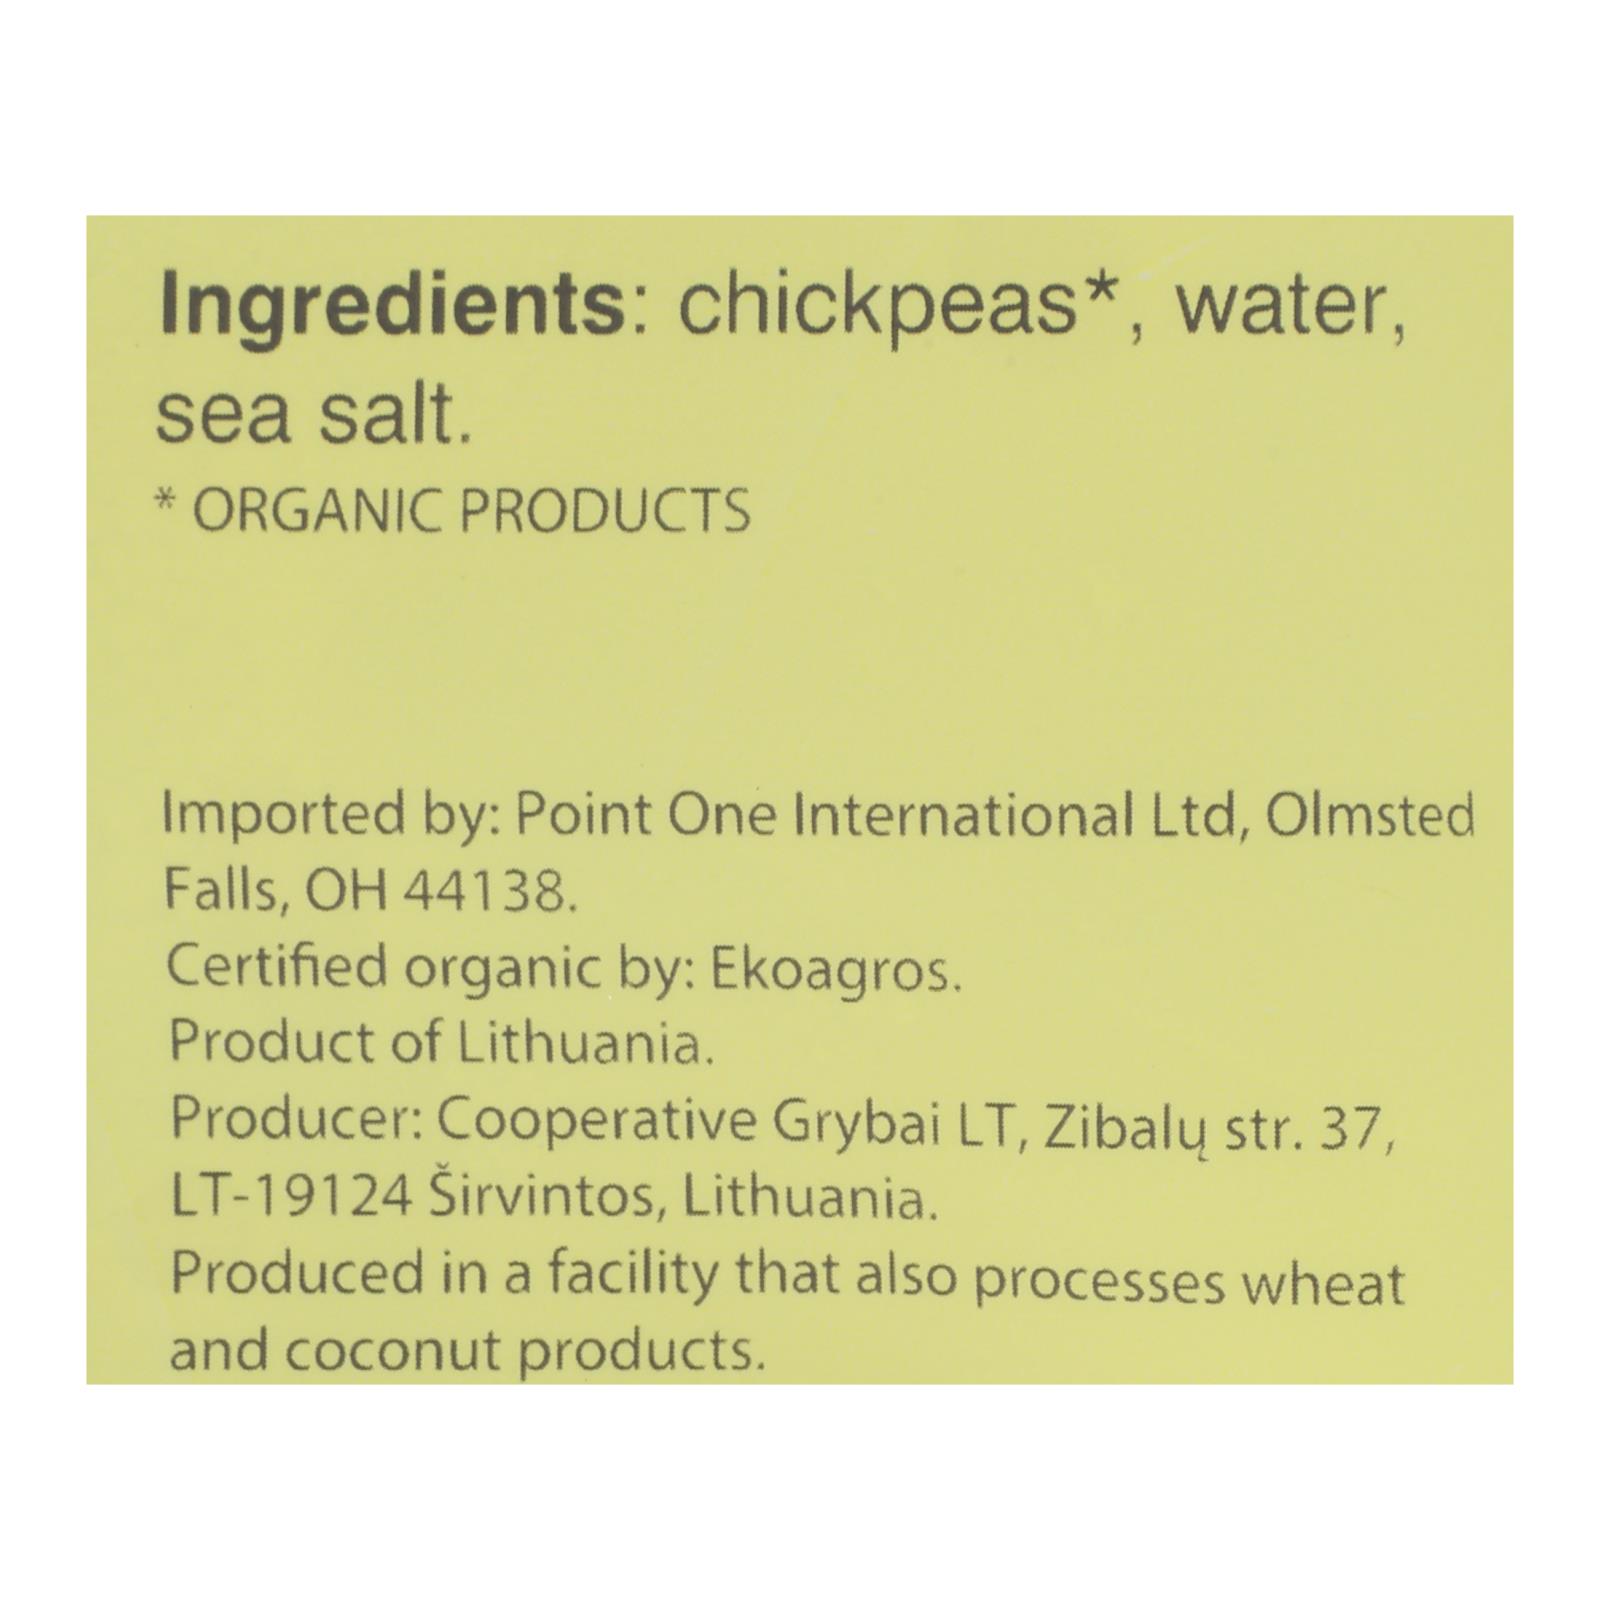 Ingredients: chickpeas*, water,
sea salt.
* ORGANIC PRODUCTS
Imported by: Point One International Ltd, Olmsted
Falls, OH 44138.
Certified organic by: Ekoagros.
Product of Lithuania.
Producer: Cooperative Grybai LT, Zibalų str. 37,
LT-19124 Širvintos, Lithuania.
Produced in a facility that also processes wheat
and coconut products.